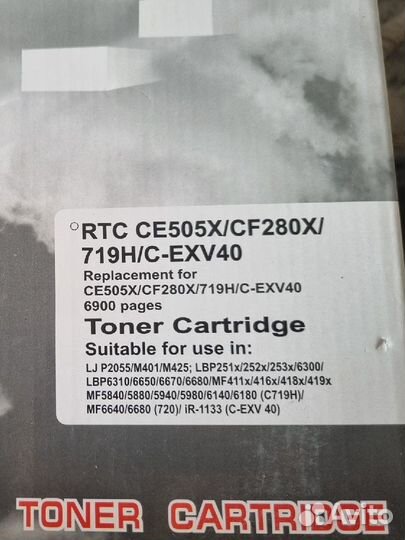 RTC CE505X/CF280X/
719H/C-EXV40
Replacement for
CE505X/CF280X/719H/C-EXV40
6900 pages
Toner Cartridge
Suitable for use in:
LJ P2055/M401/M425; LBP251x/252x/253x/6300/
LBP6310/6650/6670/6680/MF411x/416x/418x/419x
MF5840/5880/5940/5980/6140/6180 (C719H)/
MF6640/6680 (720)/ iR-1133 (C-EXV 40)
TONER CARTRIDGE
Avito